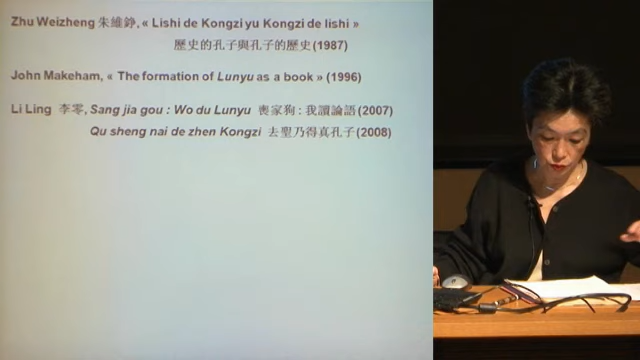 Zhu Weizheng 朱維錚, « Lishi de Kongzi yu Kongzi de lishi »
歷史的孔子與孔子的歷史 (1987)
John Makeham, « The formation of Lunyu as a book » (1996)
Li Ling 李零, Sang jia gou : Wo du Lunyu 喪家狗 : 我讀論語 (2007)
Qu sheng nai de zhen Kongzi 去聖乃得真孔子 (2008)